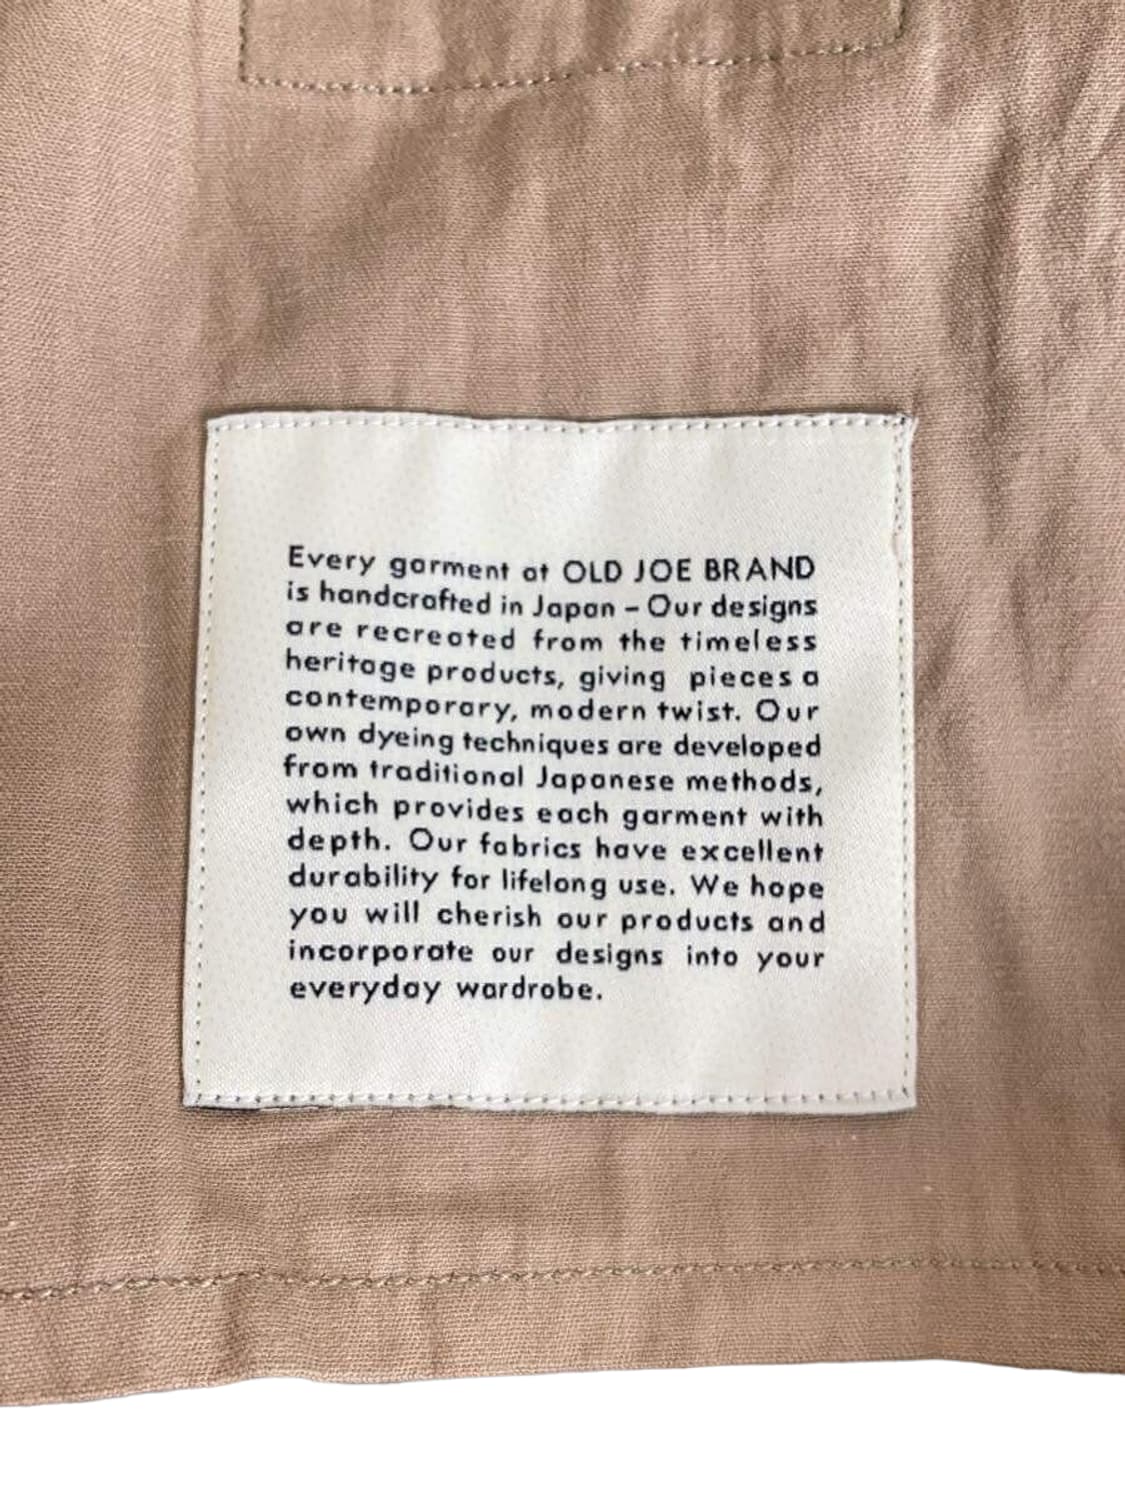 Every garment at OLD JOE BRAND
is handcrafted in Japan – Our designs
are recreated from the timeless
heritage products, giving pieces a
contemporary, modern twist. Our
own dyeing techniques are developed
from traditional Japanese methods,
which provides each garment with
depth. Our fabrics have excellent
durability for lifelong use. We hope
you will cherish our products and
incorporate our designs into your
everyday wardrobe.